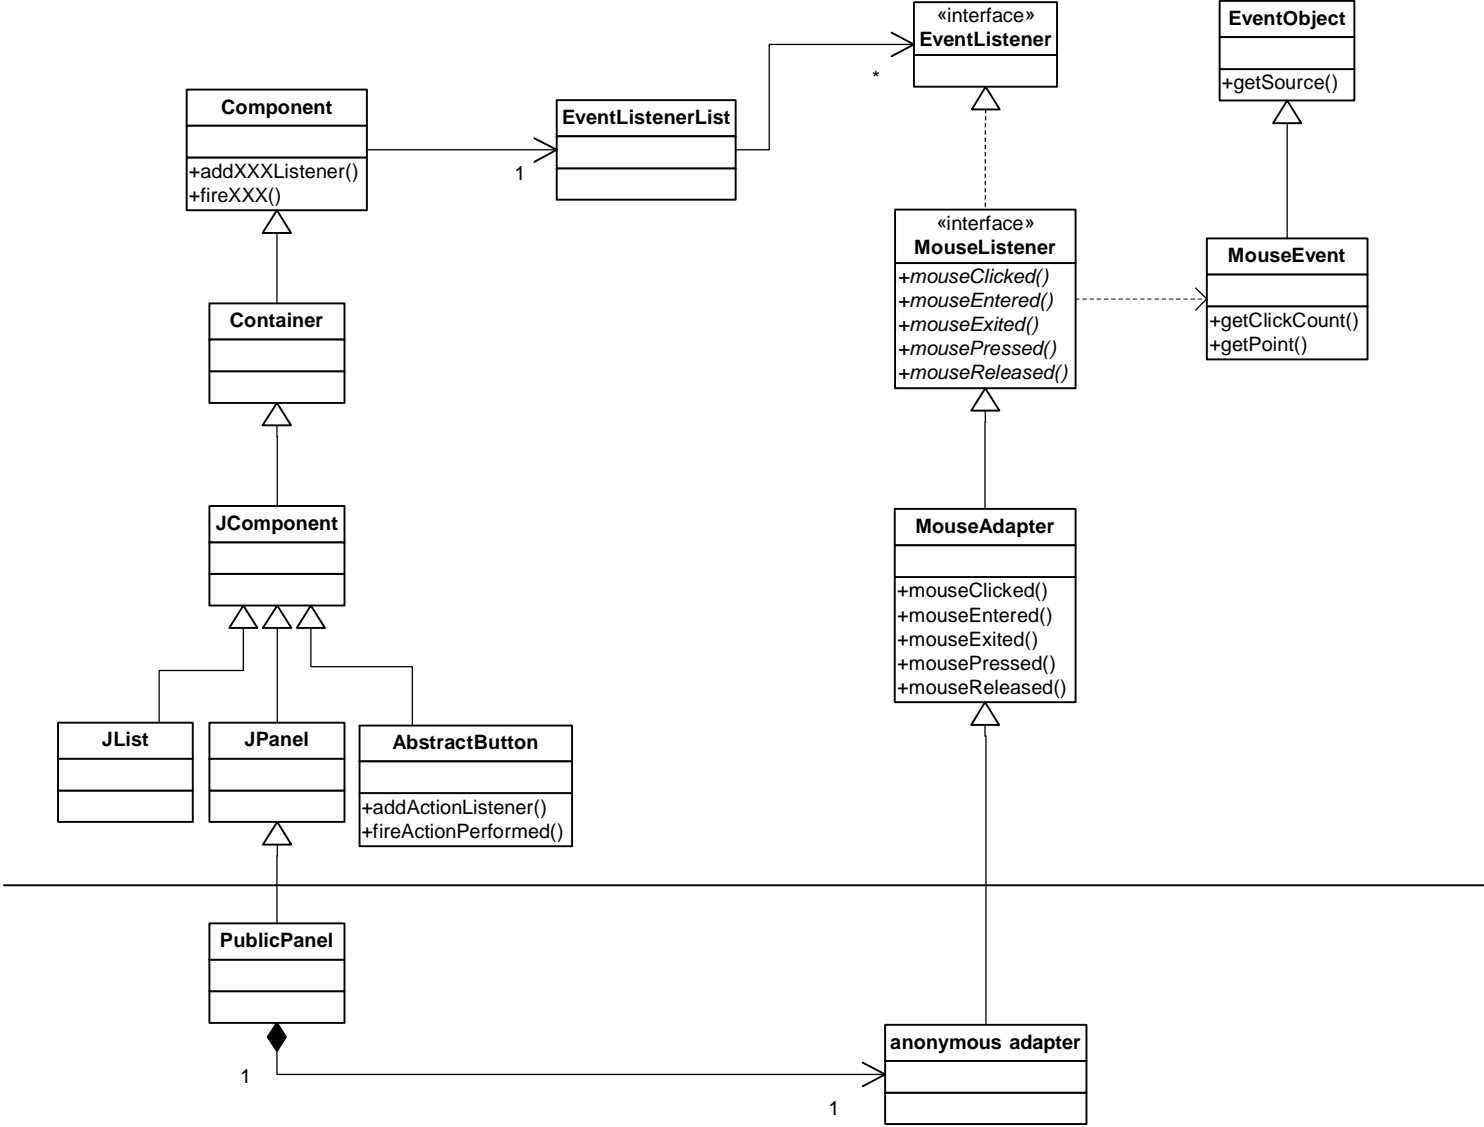 «interface»
EventListener
*
EventObject
+getSource()
Component
+addXXXListener()
+fireXXX()
EventListenerList
1
«interface»
MouseListener
+mouseClicked()
+mouseEntered()
+mouseExited()
+mousePressed()
+mouseReleased()
MouseEvent
+getClickCount()
+getPoint()
Container
JComponent
MouseAdapter
+mouseClicked()
+mouseEntered()
+mouseExited()
+mousePressed()
+mouseReleased()
JList
JPanel
AbstractButton
+addActionListener()
+fireActionPerformed()
PublicPanel
1
anonymous adapter
1